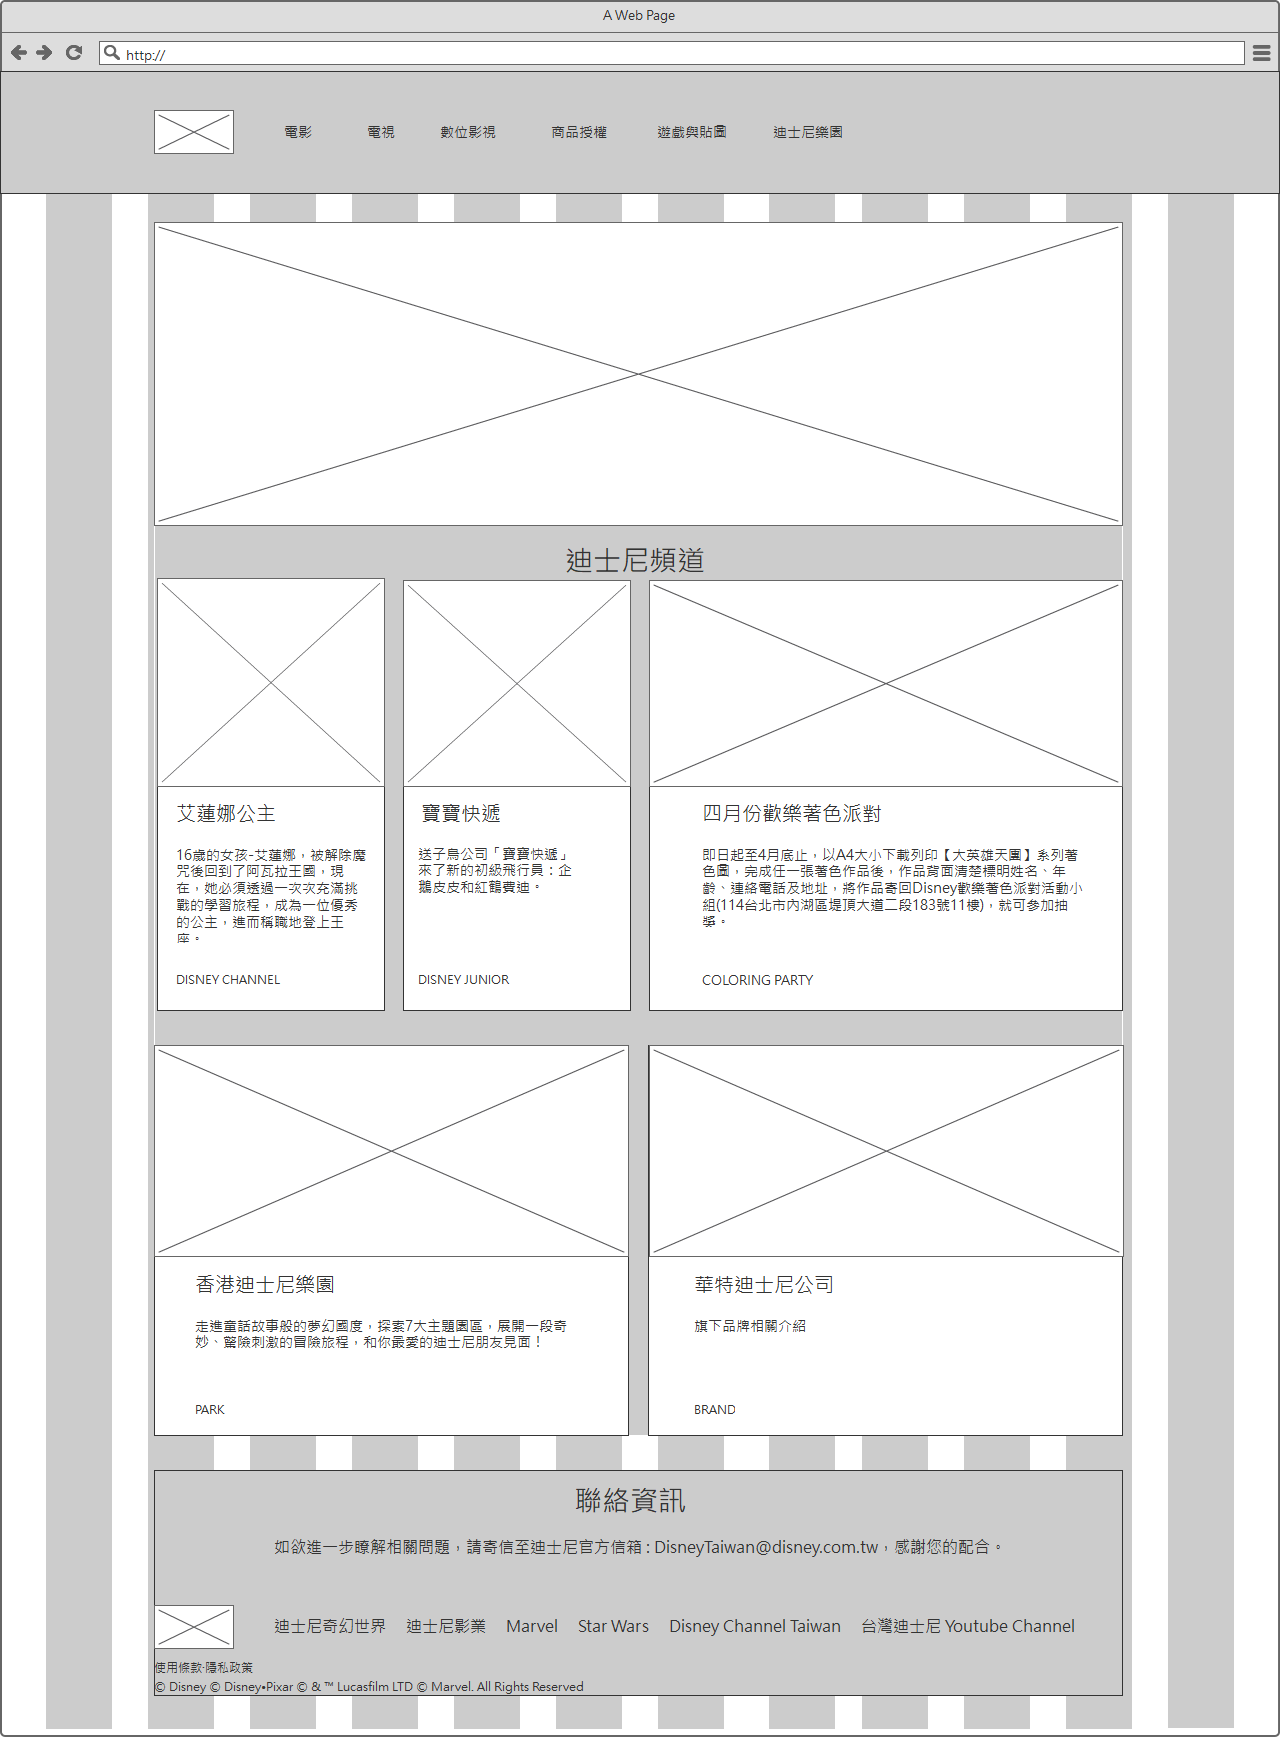 A Web Page
http://
電影 電視 數位影視 商品授權 遊戲與貼圖 迪士尼樂園
迪士尼頻道
艾蓮娜公主
16歲的女孩-艾蓮娜，被解除魔
咒後回到了阿瓦拉王國，現
在，她必須透過一次次充滿挑
戰的學習旅程，成為一位優秀
的公主，進而稱職地登上王
座。
DISNEY CHANNEL
寶寶快遞
送子鳥公司「寶寶快遞」
來了新的初級飛行員：企
鵝皮皮和紅鶴費迪。
DISNEY JUNIOR
四月份歡樂著色派對
即日起至4月底止，以A4大小下載列印【大英雄天團】系列著
色圖，完成任一張著色作品後，作品背面清楚標明姓名、年
齡、連絡電話及地址，將作品寄回Disney歡樂著色派對活動小
組(114台北市內湖區堤頂大道二段183號11樓)，就可參加抽
獎。
COLORING PARTY
香港迪士尼樂園
走進童話故事般的夢幻國度，探索7大主題園區，展開一段奇
妙、驚險刺激的冒險旅程，和你最愛的迪士尼朋友見面！
PARK
華特迪士尼公司
旗下品牌相關介紹
BRAND
聯絡資訊
如欲進一步瞭解相關問題，請寄信至迪士尼官方信箱 : DisneyTaiwan@disney.com.tw，感謝您的配合。
迪士尼奇幻世界 迪士尼影業 Marvel Star Wars Disney Channel Taiwan 台灣迪士尼 Youtube Channel
使用條款·隱私政策
© Disney © Disney•Pixar © & ™ Lucasfilm LTD © Marvel. All Rights Reserved